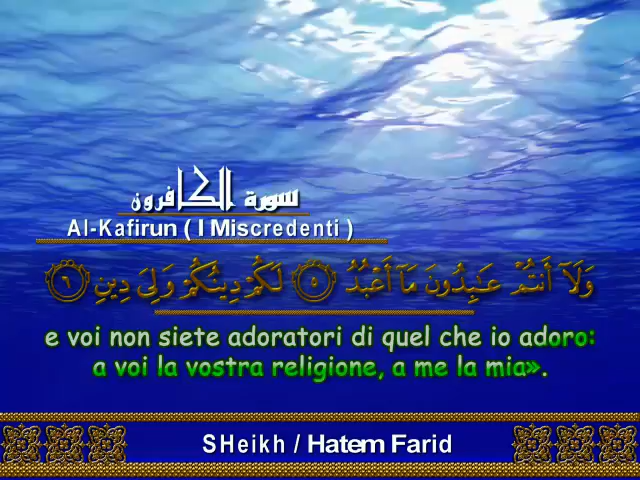 سورة الكافرون
Al-Kafirun ( I Miscredenti )
وَلَآ أَنتُمْ عَٰبِدُونَ مَآ أَعْبُدُ ٥ لَكُمْ دِينُكُمْ وَلِىَ دِينِ ٦
e voi non siete adoratori di quel che io adoro:
a voi la vostra religione, a me la mia».
SHeikh / Hatem Farid